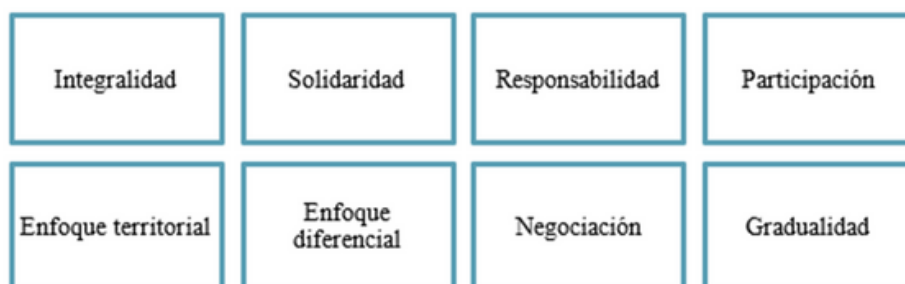 Integralidad
Solidaridad
Responsabilidad
Participación
Enfoque territorial
Enfoque
diferencial
Negociación
Gradualidad